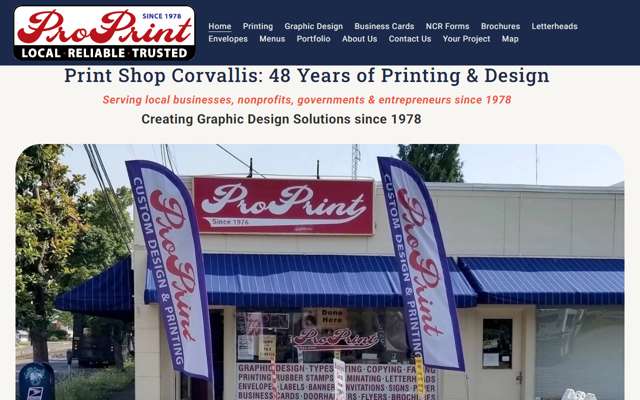 SINCE 1978
ProPrint
LOCAL • RELIABLE • TRUSTED
Home Printing Graphic Design Business Cards NCR Forms Brochures Letterheads
Envelopes Menus Portfolio About Us Contact Us Your Project Map
Print Shop Corvallis: 48 Years of Printing & Design
Serving local businesses, nonprofits, governments & entrepreneurs since 1978
Creating Graphic Design Solutions since 1978
ProPrint
Since 1976
ProPrint
CUSTOM DESIGN & PRINTING
ProPrint
CUSTOM DESIGN & PRINTING
Done
Here
ProPrint
GRAPHIC DESIGN • TYPESETTING • COPYING • FAXING
PRINTING • RUBBER STAMPS • LAMINATING • LETTERHEADS
ENVELOPES • LABELS • BANNERS • INVITATIONS • SIGNS • PAPER
BUSINESS CARDS • DOORHANGERS • FLYERS • BROCHURES